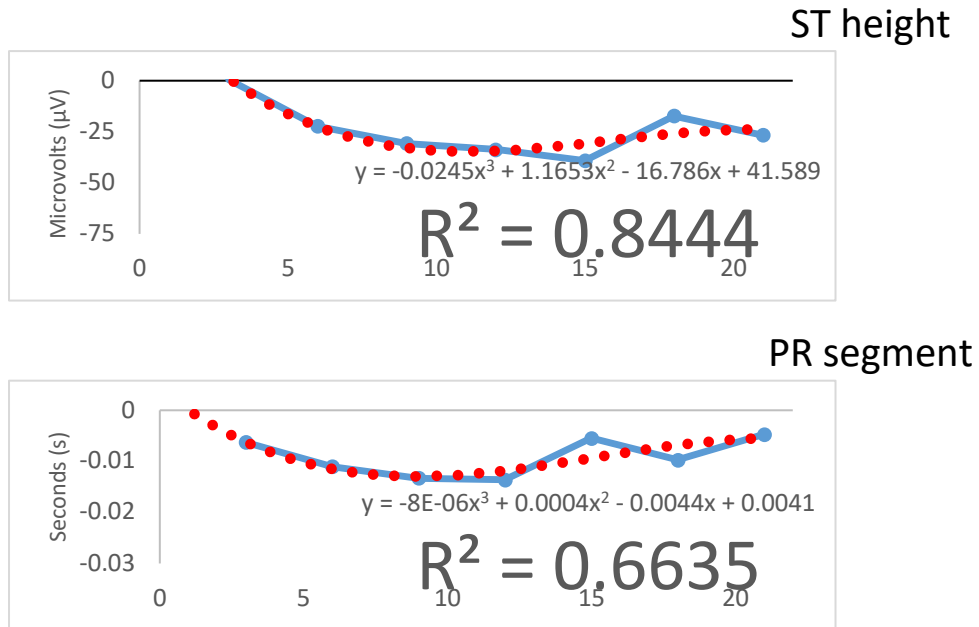 ST height
Microvolts (µV)
0
-25
-50
-75
y = -0.0245x³ + 1.1653x² - 16.786x + 41.589
R² = 0.8444
0 5 10 15 20
PR segment
Seconds (s)
0
-0.01
-0.02
-0.03
y = -8E-06x³ + 0.0004x² - 0.0044x + 0.0041
R² = 0.6635
0 5 10 15 20